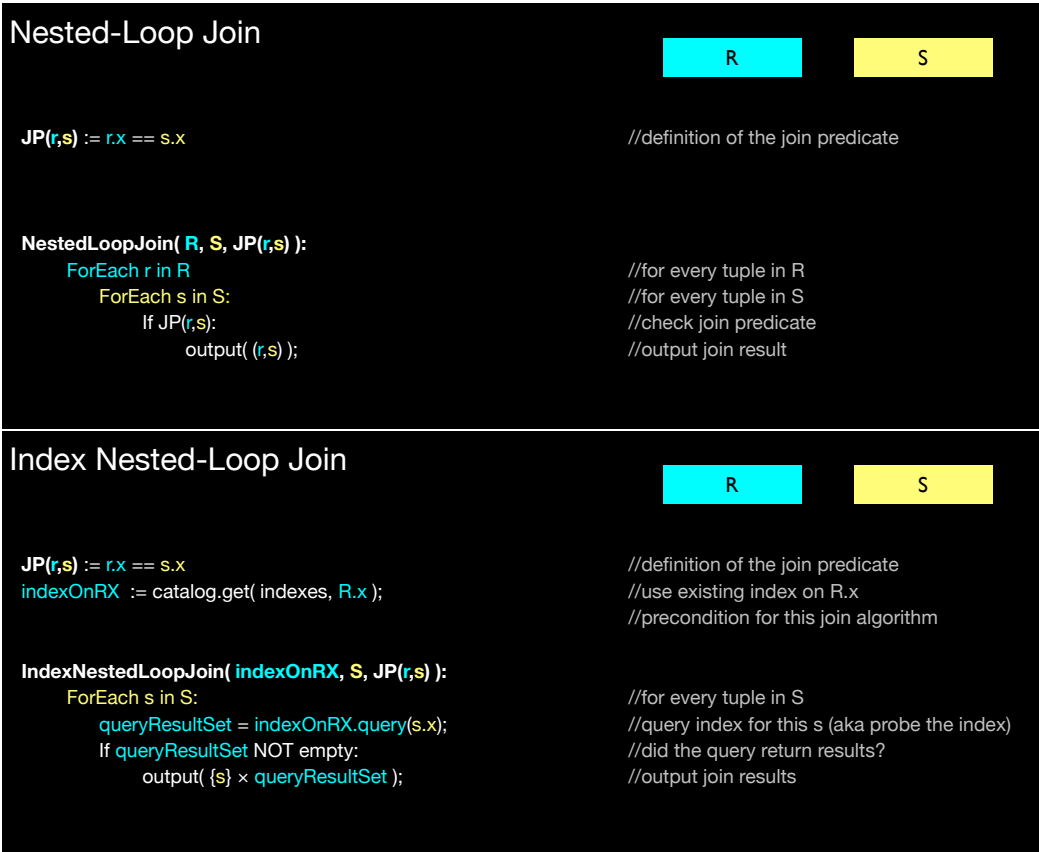 Nested-Loop Join
R S
JP(r,s) := r.x == s.x //definition of the join predicate
NestedLoopJoin( R, S, JP(r,s) ):
ForEach r in R //for every tuple in R
ForEach s in S: //for every tuple in S
If JP(r,s): //check join predicate
output( (r,s) ); //output join result
Index Nested-Loop Join
R S
JP(r,s) := r.x == s.x //definition of the join predicate
indexOnRX := catalog.get( indexes, R.x ); //use existing index on R.x
//precondition for this join algorithm
IndexNestedLoopJoin( indexOnRX, S, JP(r,s) ):
ForEach s in S: //for every tuple in S
queryResultSet = indexOnRX.query(s.x); //query index for this s (aka probe the index)
If queryResultSet NOT empty: //did the query return results?
output( {s} × queryResultSet ); //output join results